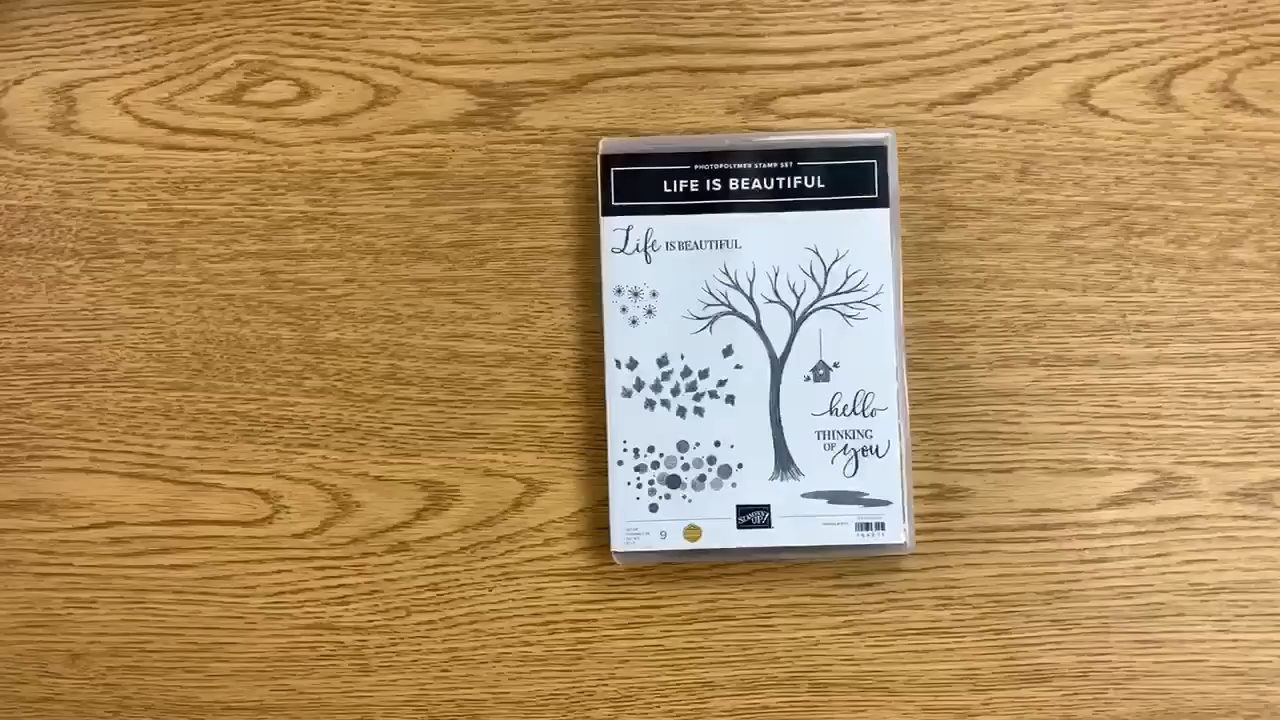 PHOTOPOLYMER STAMP SET
LIFE IS BEAUTIFUL
Life IS BEAUTIFUL
hello
THINKING
OF you
STAMPIN' UP!
9